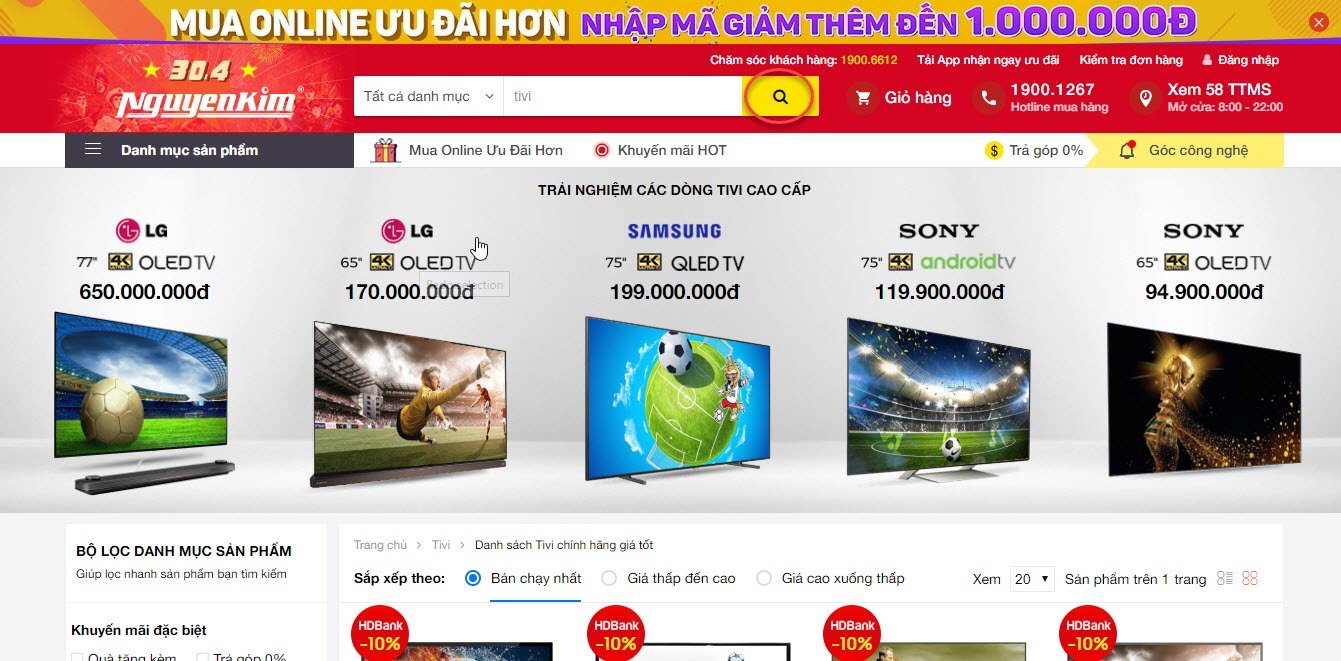 MUA ONLINE ƯU ĐÃI HƠN NHẬP MÃ GIẢM THÊM ĐẾN 1.000.000Đ
Chăm sóc khách hàng: 1900.6612 Tải App nhận ngay ưu đãi Kiểm tra đơn hàng Đăng nhập
30.4
NGUYENKIM
Tất cả danh mục tivi
Giỏ hàng
1900.1267
Hotline mua hàng
Xem 58 TTMS
Mở cửa: 8:00 - 22:00
Danh mục sản phẩm Mua Online Ưu Đãi Hơn Khuyến mãi HOT $ Trả góp 0% Góc công nghệ
TRẢI NGHIỆM CÁC DÒNG TIVI CAO CẤP
LG
77" 4K OLED TV
650.000.000đ
LG
65" 4K OLED TV
170.000.000đ
SAMSUNG
75" 4K QLED TV
199.000.000đ
SONY
75" 4K androidtv
119.900.000đ
SONY
65" 4K OLED TV
94.900.000đ
BỘ LỌC DANH MỤC SẢN PHẨM
Giúp lọc nhanh sản phẩm bạn tìm kiếm
Khuyến mãi đặc biệt
Quà tặng kèm Trả góp 0%
Trang chủ > Tivi > Danh sách Tivi chính hãng giá tốt
Sắp xếp theo: Bán chạy nhất Giá thấp đến cao Giá cao xuống thấp Xem 20 Sản phẩm trên 1 trang
HDBank
-10%
HDBank
-10%
HDBank
-10%
HDBank
-10%